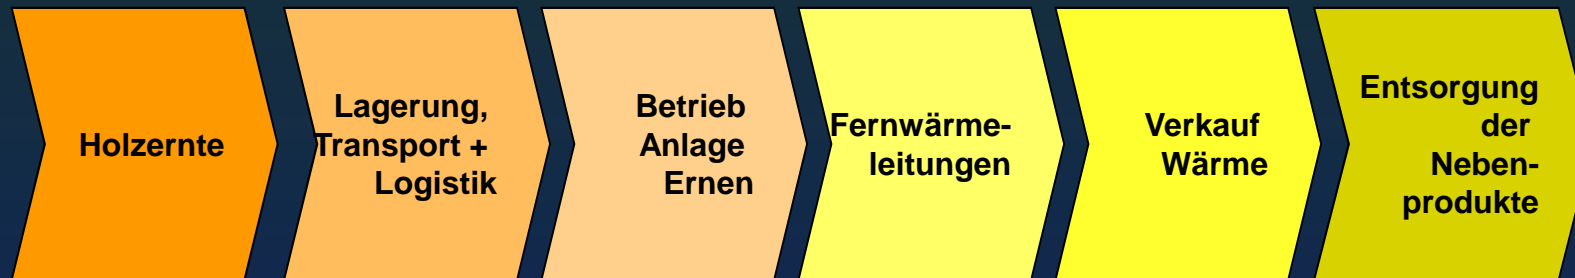 Holzernte
Lagerung,
Transport +
Logistik
Betrieb
Anlage
Ernen
Fernwärme-
leitungen
Verkauf
Wärme
Entsorgung
der
Neben-
produkte